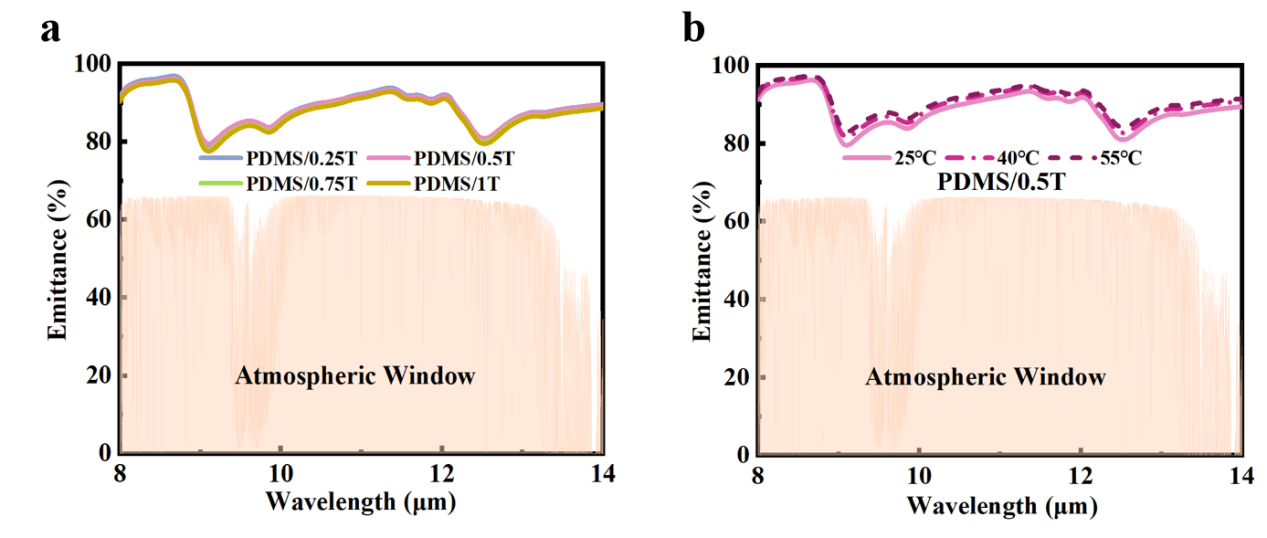 a
100
80
60
40
20
0
Emittance (%)
PDMS/0.25T PDMS/0.5T
PDMS/0.75T PDMS/1T
Atmospheric Window
8 10 12 14
Wavelength (μm)
b
100
80
60
40
20
0
Emittance (%)
25℃ 40℃ 55℃
PDMS/0.5T
Atmospheric Window
8 10 12 14
Wavelength (μm)